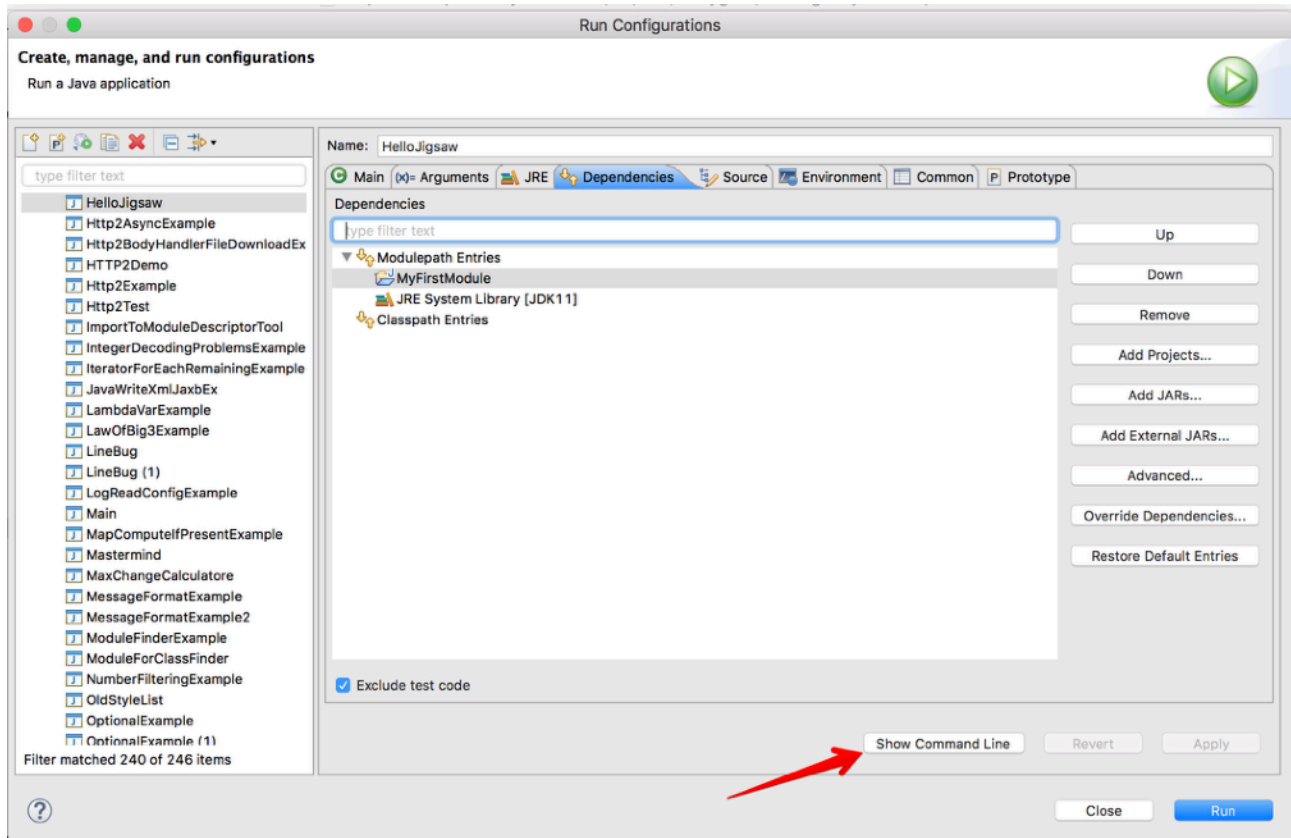 Run Configurations
Create, manage, and run configurations
Run a Java application
type filter text
HelloJigsaw
Http2AsyncExample
Http2BodyHandlerFileDownloadEx
HTTP2Demo
Http2Example
Http2Test
ImportToModuleDescriptorTool
IntegerDecodingProblemsExample
IteratorForEachRemainingExample
JavaWriteXmlJaxbEx
LambdaVarExample
LawOfBig3Example
LineBug
LineBug (1)
LogReadConfigExample
Main
MapComputeIfPresentExample
Mastermind
MaxChangeCalculatore
MessageFormatExample
MessageFormatExample2
ModuleFinderExample
ModuleForClassFinder
NumberFilteringExample
OldStyleList
OptionalExample
OptionalExample (1)
Filter matched 240 of 246 items
Name: HelloJigsaw
Main (x)= Arguments JRE Dependencies Source Environment Common P Prototype
Dependencies
type filter text
Modulepath Entries
MyFirstModule
JRE System Library [JDK11]
Classpath Entries
Up
Down
Remove
Add Projects...
Add JARs...
Add External JARs...
Advanced...
Override Dependencies...
Restore Default Entries
Exclude test code
Show Command Line Revert Apply
? Close Run